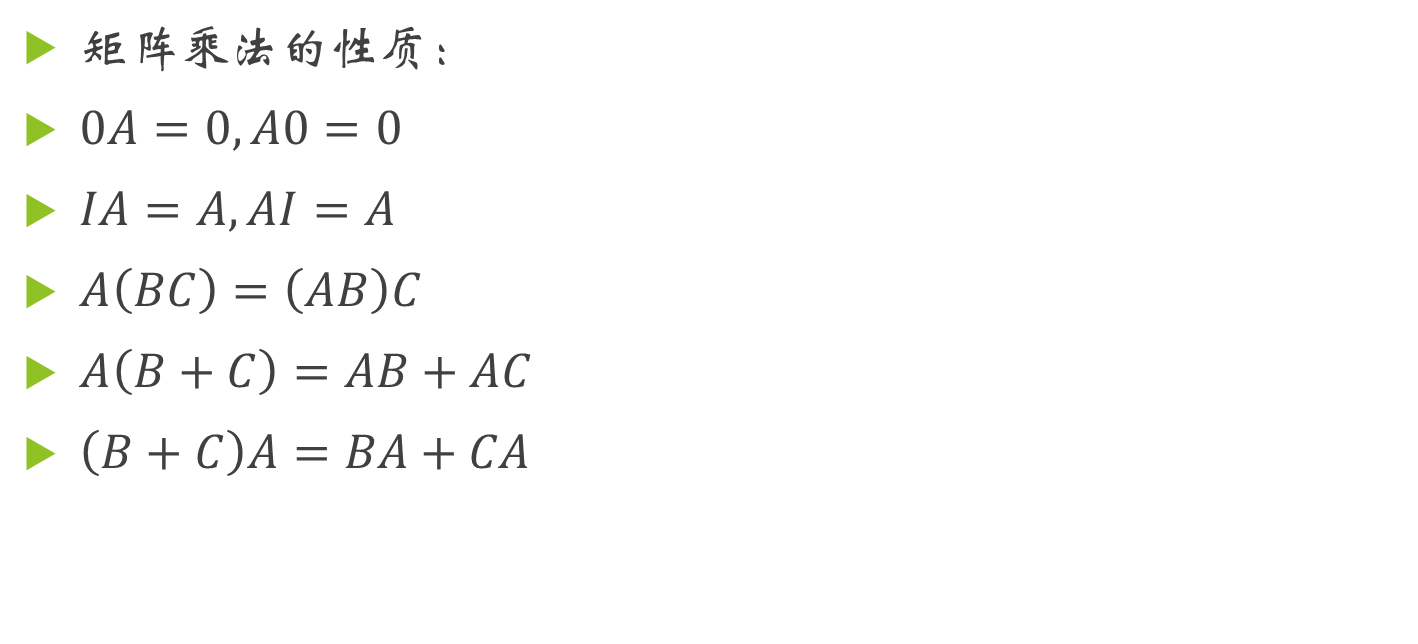 矩阵乘法的性质：
0A = 0, A0 = 0
IA = A, AI = A
A(BC) = (AB)C
A(B + C) = AB + AC
(B + C)A = BA + CA